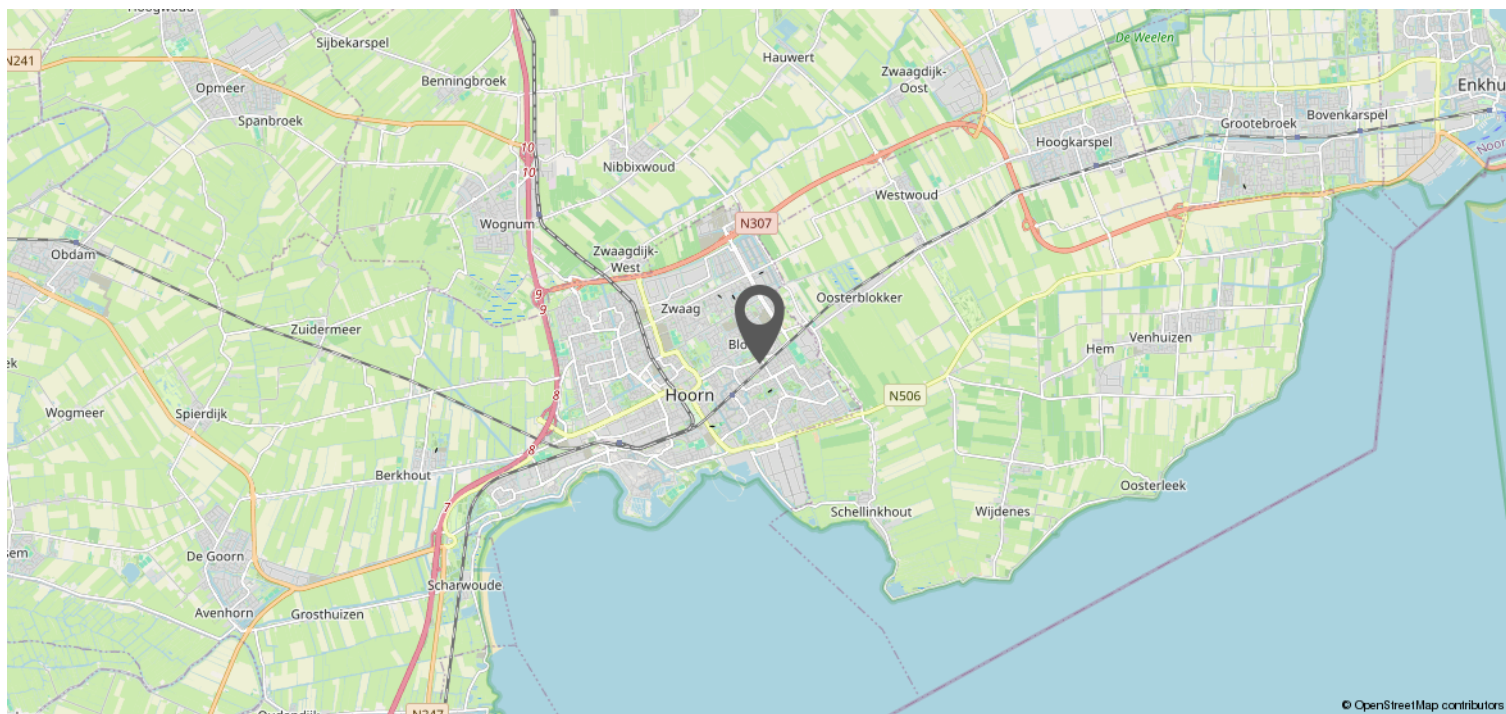 Sijbekarspel
Hauwert
De Weelen
N241
Benningbroek
Zwaagdijk-
Oost
Opmeer
Enkhu
Spanbroek
Grootebroek
Bovenkarspel
Hoogkarspel
10
10
Nibbixwoud
Westwoud
Wognum
N307
Obdam
Zwaagdijk-
West
9
9
Zwaag
Oosterblokker
Zuidermeer
Blo
Hem
Venhuizen
8
Hoorn
N506
Wogmeer
Spierdijk
8
Berkhout
7
Oosterleek
Schellinkhout
Wijdenes
De Goorn
Scharwoude
Avenhorn
Grosthuizen
N247
© OpenStreetMap contributors